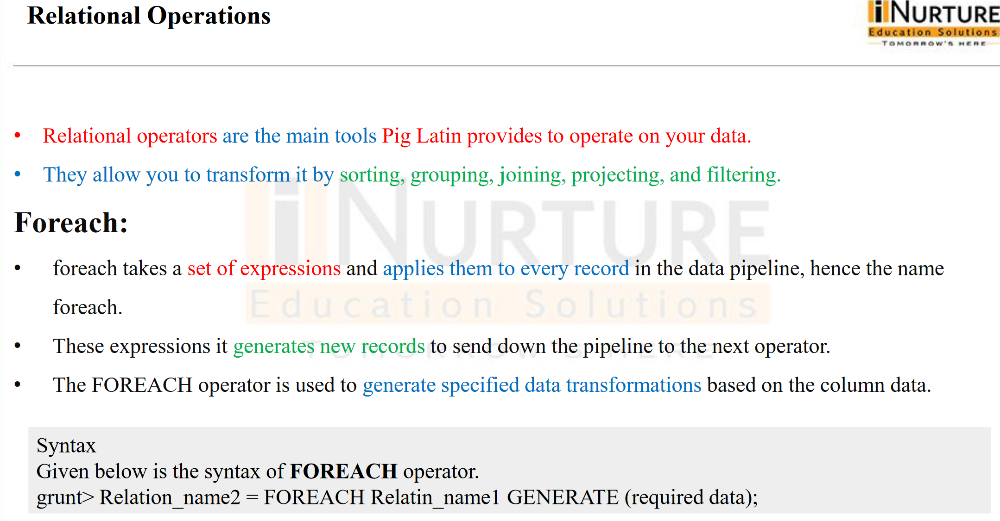 Relational Operations
iNURTURE
Education Solutions
TOMORROW'S HERE
• Relational operators are the main tools Pig Latin provides to operate on your data.
• They allow you to transform it by sorting, grouping, joining, projecting, and filtering.
Foreach:
• foreach takes a set of expressions and applies them to every record in the data pipeline, hence the name
foreach.
• These expressions it generates new records to send down the pipeline to the next operator.
• The FOREACH operator is used to generate specified data transformations based on the column data.
iNURTURE
Education Solutions
TOMORROW'S HERE
Syntax
Given below is the syntax of FOREACH operator.
grunt> Relation_name2 = FOREACH Relatin_name1 GENERATE (required data);